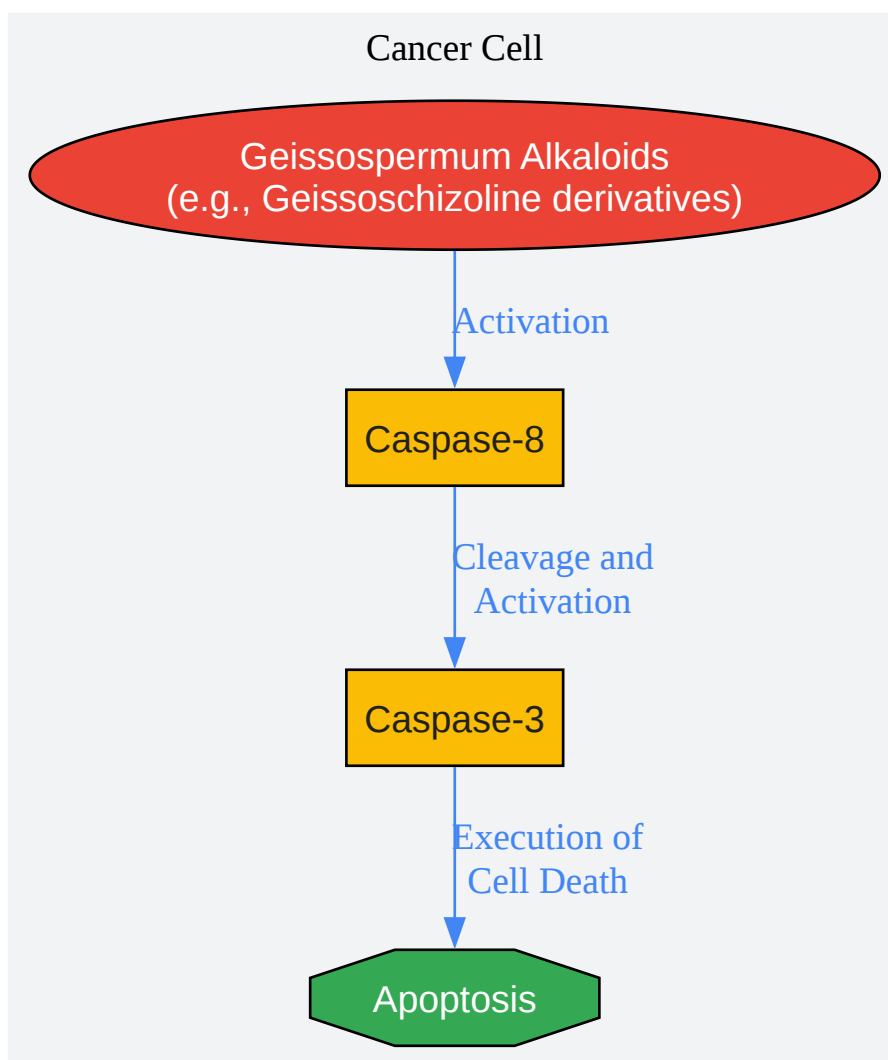 Cancer Cell
Geissospermum Alkaloids
(e.g., Geissoschizoline derivatives)
Activation
Caspase-8
Cleavage and
Activation
Caspase-3
Execution of
Cell Death
Apoptosis